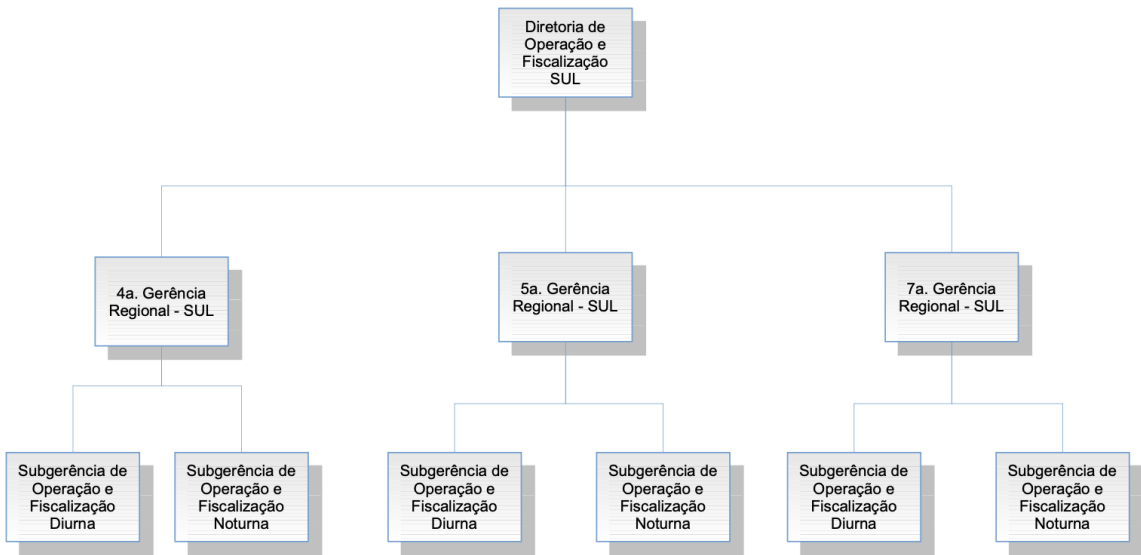 Diretoria de
Operação e
Fiscalização
SUL
4a. Gerência
Regional - SUL
5a. Gerência
Regional - SUL
7a. Gerência
Regional - SUL
Subgerência de
Operação e
Fiscalização
Diurna
Subgerência de
Operação e
Fiscalização
Noturna
Subgerência de
Operação e
Fiscalização
Diurna
Subgerência de
Operação e
Fiscalização
Noturna
Subgerência de
Operação e
Fiscalização
Diurna
Subgerência de
Operação e
Fiscalização
Noturna